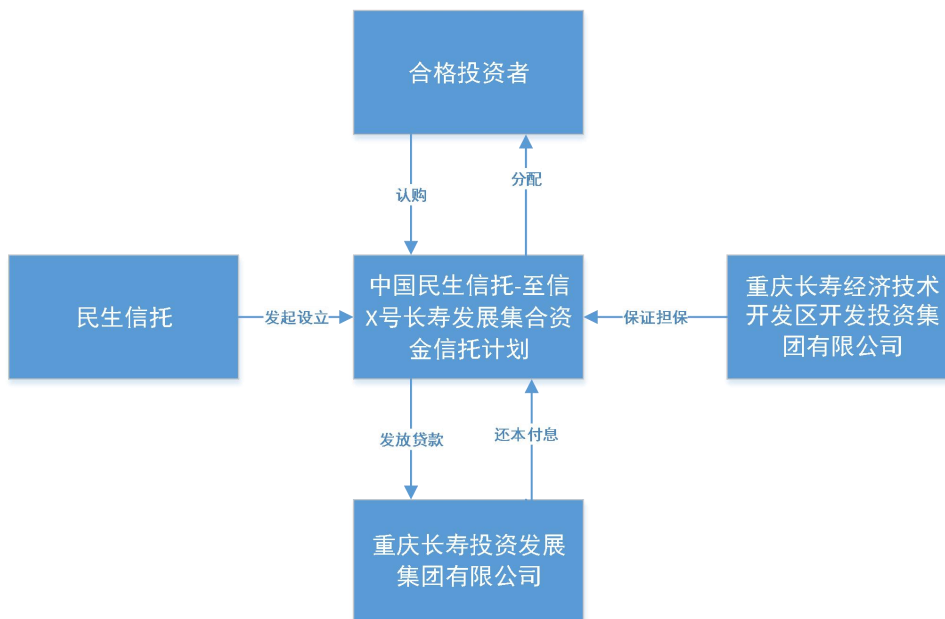 合格投资者
认购
分配
民生信托
发起设立
中国民生信托-至信
X号长寿发展集合资
金信托计划
保证担保
重庆长寿经济技术
开发区开发投资集
团有限公司
发放贷款
还本付息
重庆长寿投资发展
集团有限公司